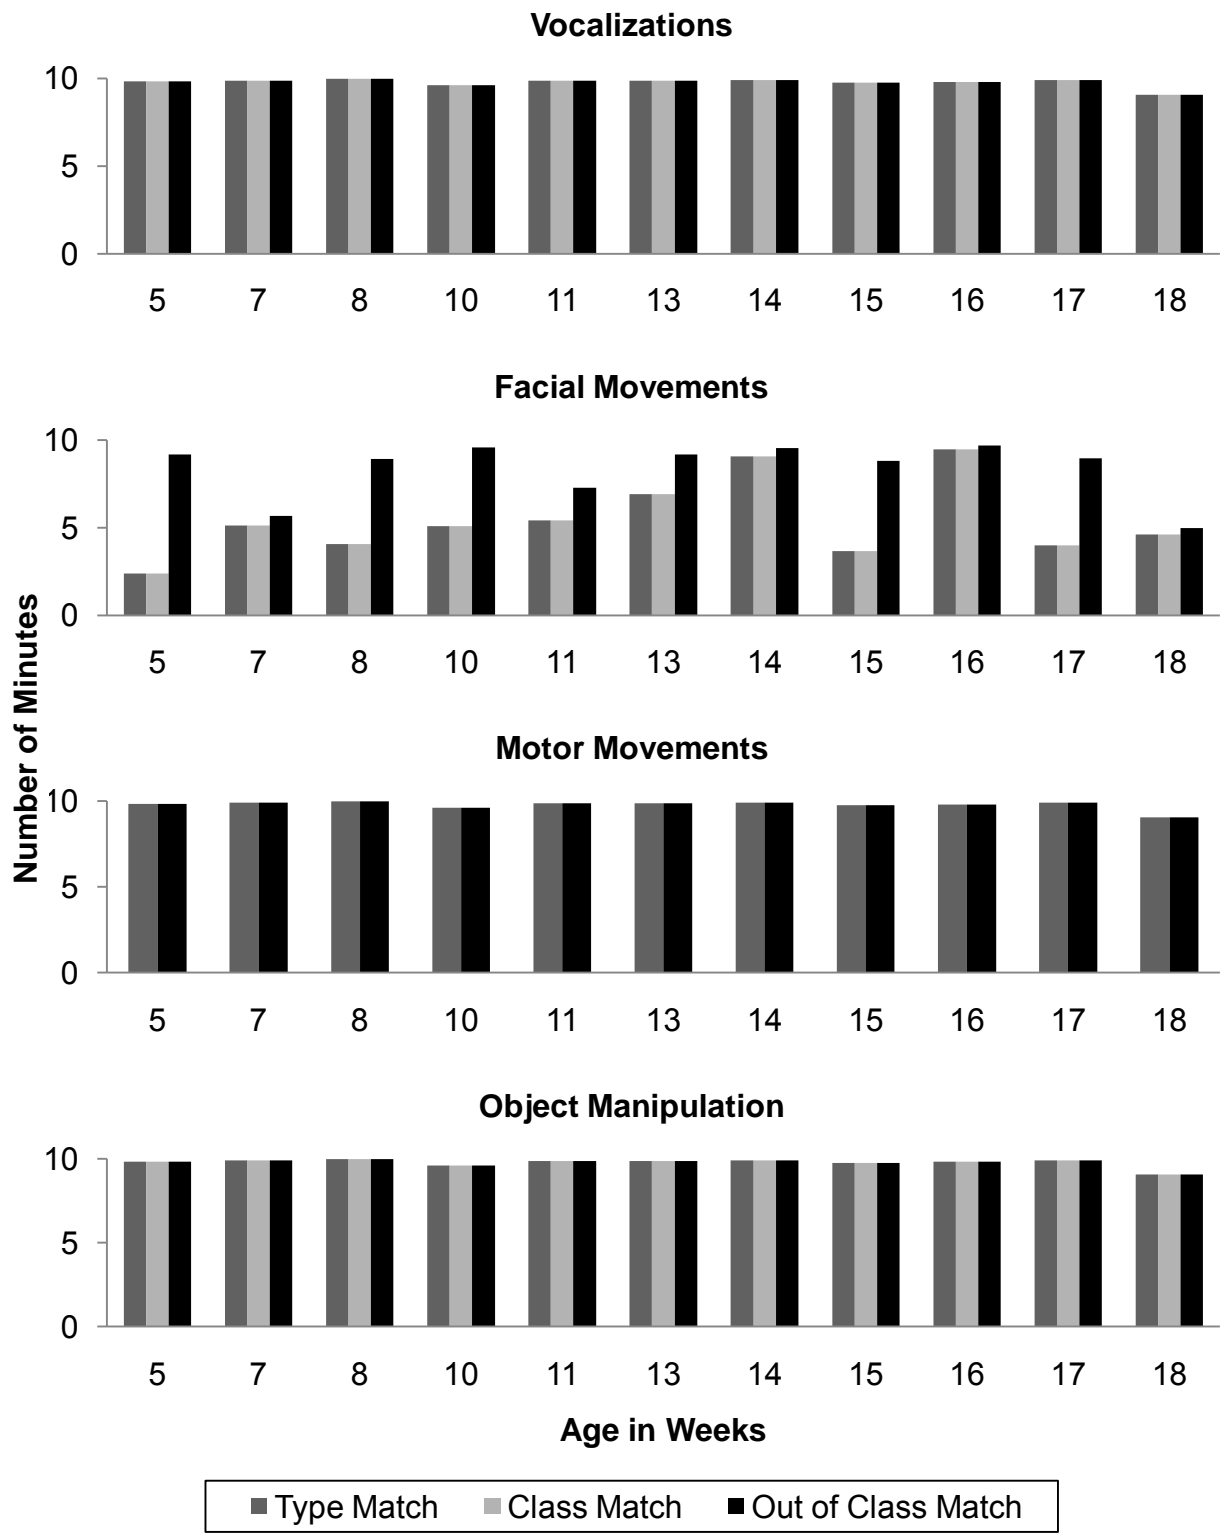 Vocalizations
10
5
0
5 7 8 10 11 13 14 15 16 17 18
Facial Movements
10
5
0
5 7 8 10 11 13 14 15 16 17 18
Number of Minutes
Motor Movements
10
5
0
5 7 8 10 11 13 14 15 16 17 18
Object Manipulation
10
5
0
5 7 8 10 11 13 14 15 16 17 18
Age in Weeks
Type Match Class Match Out of Class Match